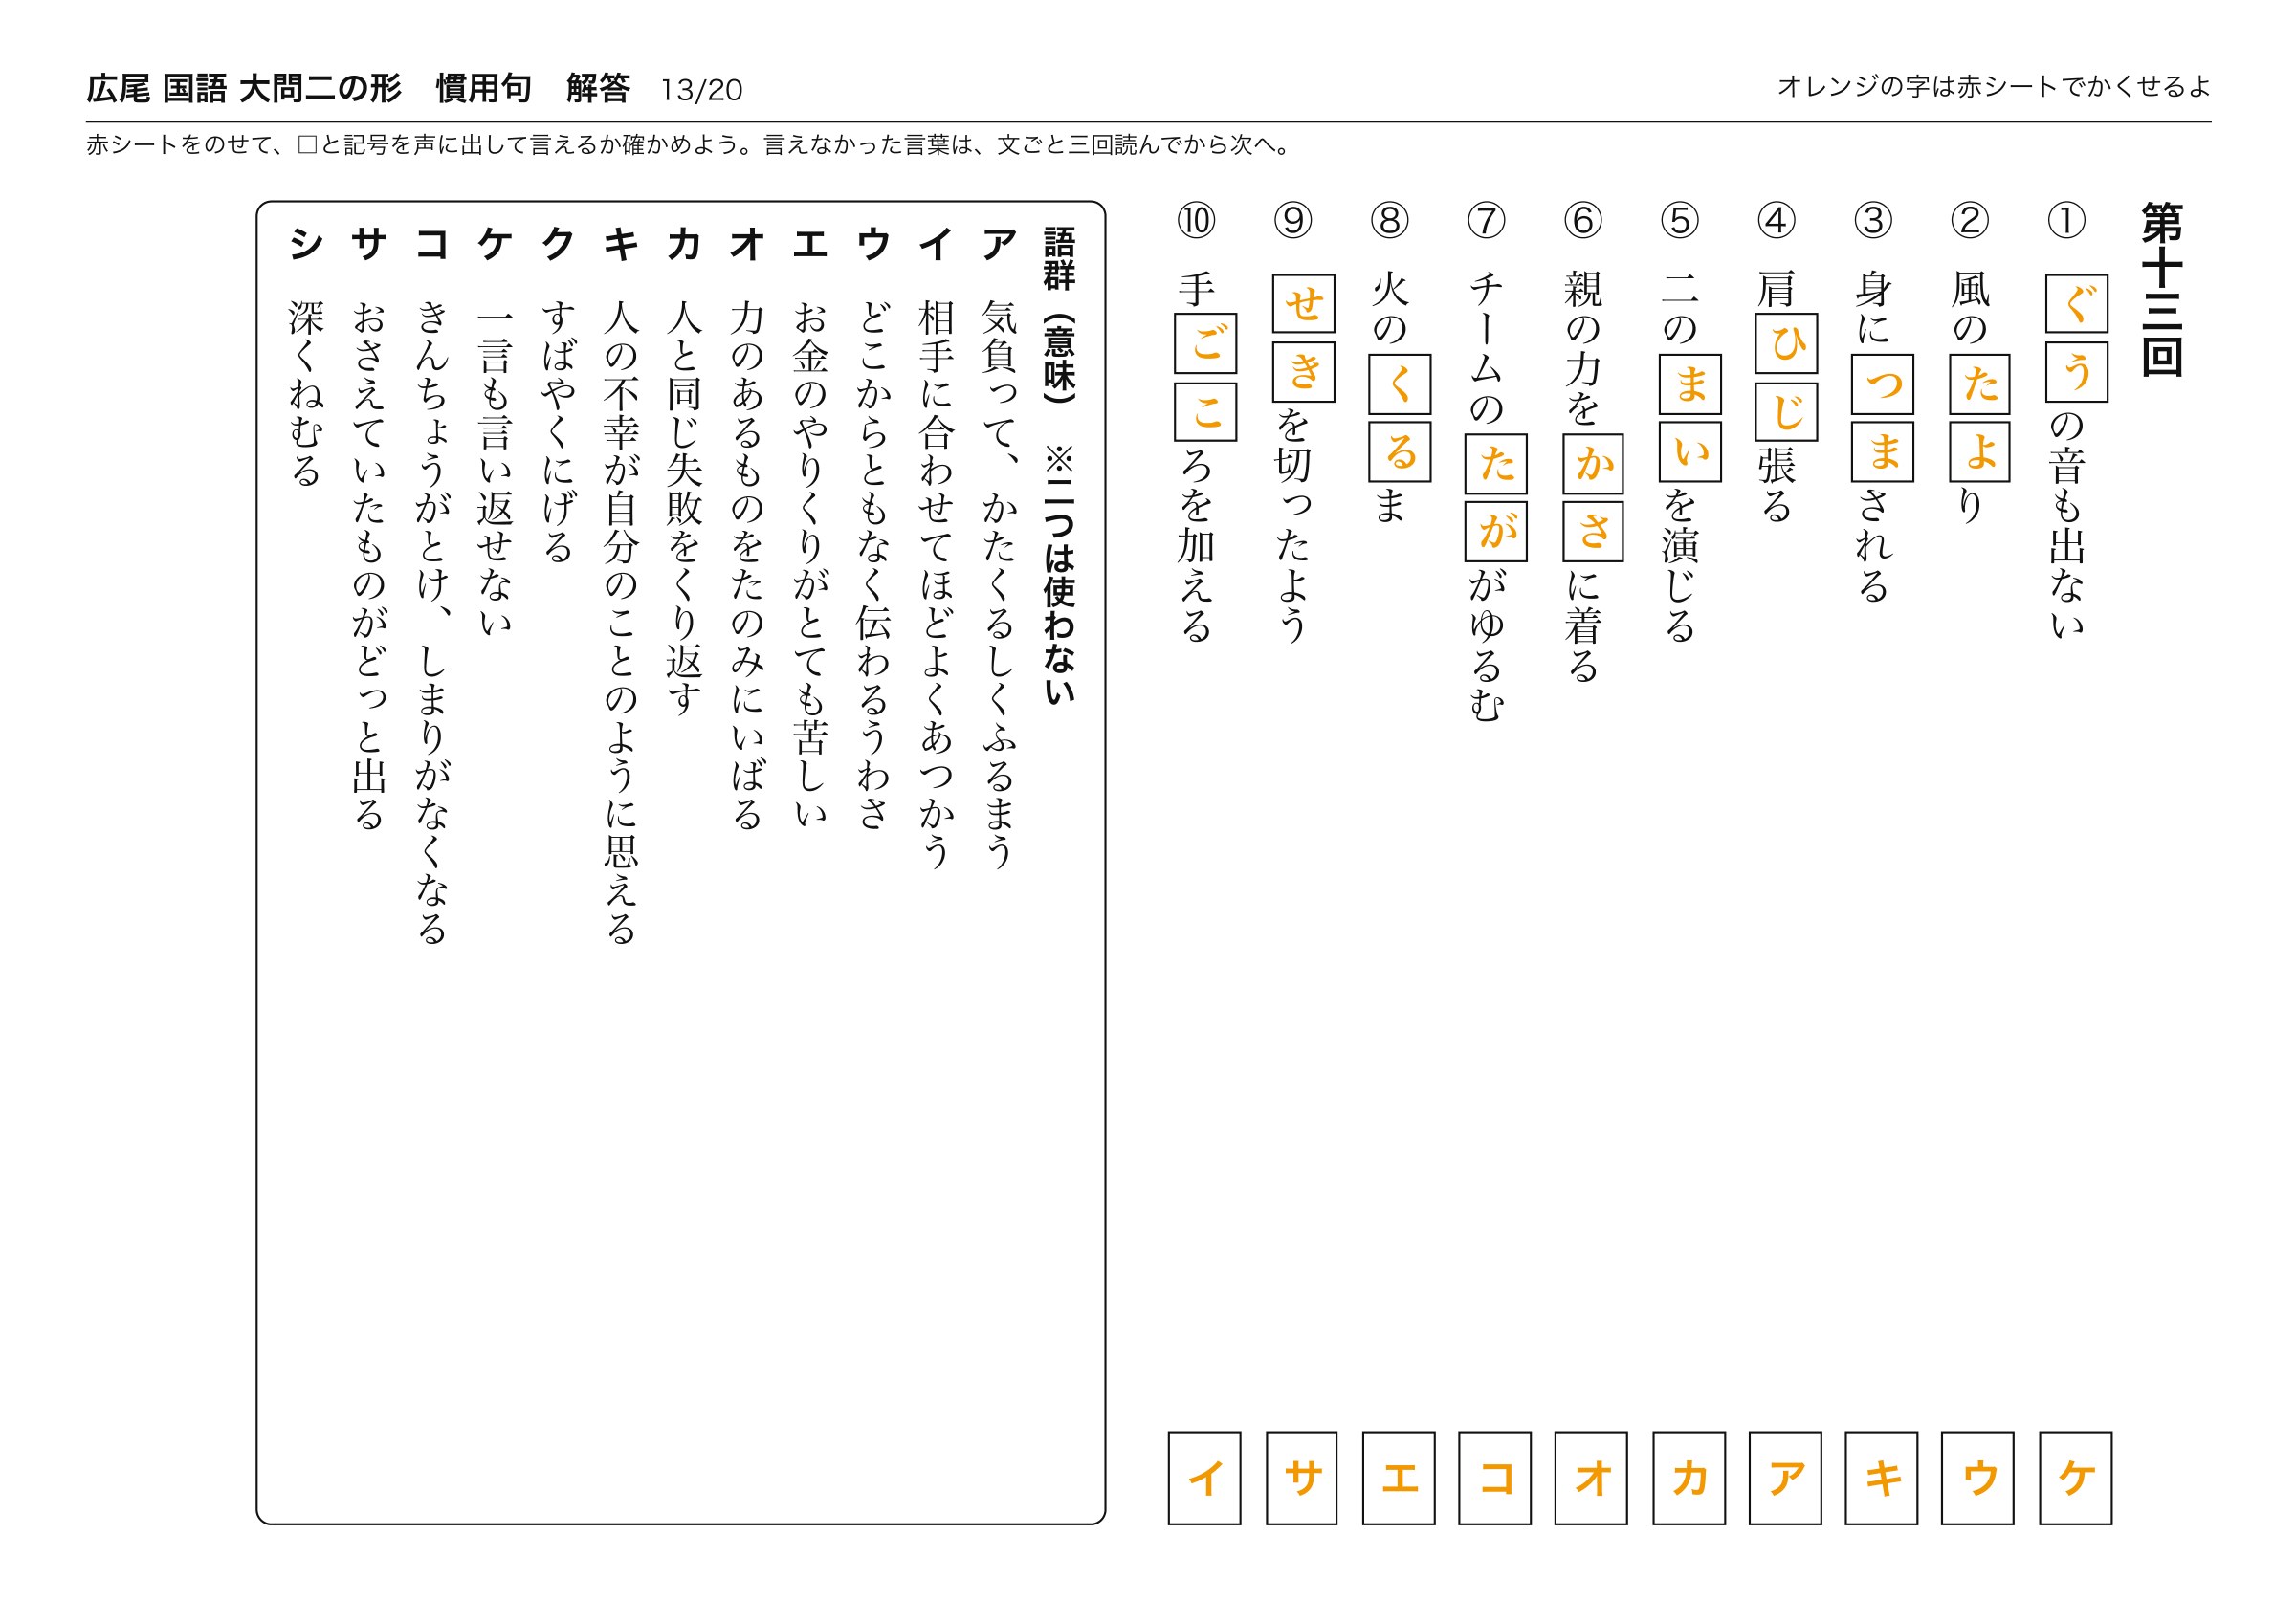 広尾 国語 大問二の形　慣用句　解答　13/20
オレンジの字は赤シートでかくせるよ
赤シートをのせて、□と記号を声に出して言えるか確かめよう。言えなかった言葉は、文ごと三回読んでから次へ。
第十三回
① ぐうの音も出ない ケ
② 風のたより ウ
③ 身につまされる キ
④ 肩ひじ張る ア
⑤ 二のまいを演じる カ
⑥ 親の力をかさに着る オ
⑦ チームのたががゆるむ コ
⑧ 火のくるま エ
⑨ せきを切ったよう サ
⑩ 手ごころを加える イ
語群（意味）　※二つは使わない
ア　気負って、かたくるしくふるまう
イ　相手に合わせてほどよくあつかう
ウ　どこからともなく伝わるうわさ
エ　お金のやりくりがとても苦しい
オ　力のあるものをたのみにいばる
カ　人と同じ失敗をくり返す
キ　人の不幸が自分のことのように思える
ク　すばやくにげる
ケ　一言も言い返せない
コ　きんちょうがとけ、しまりがなくなる
サ　おさえていたものがどっと出る
シ　深くねむる